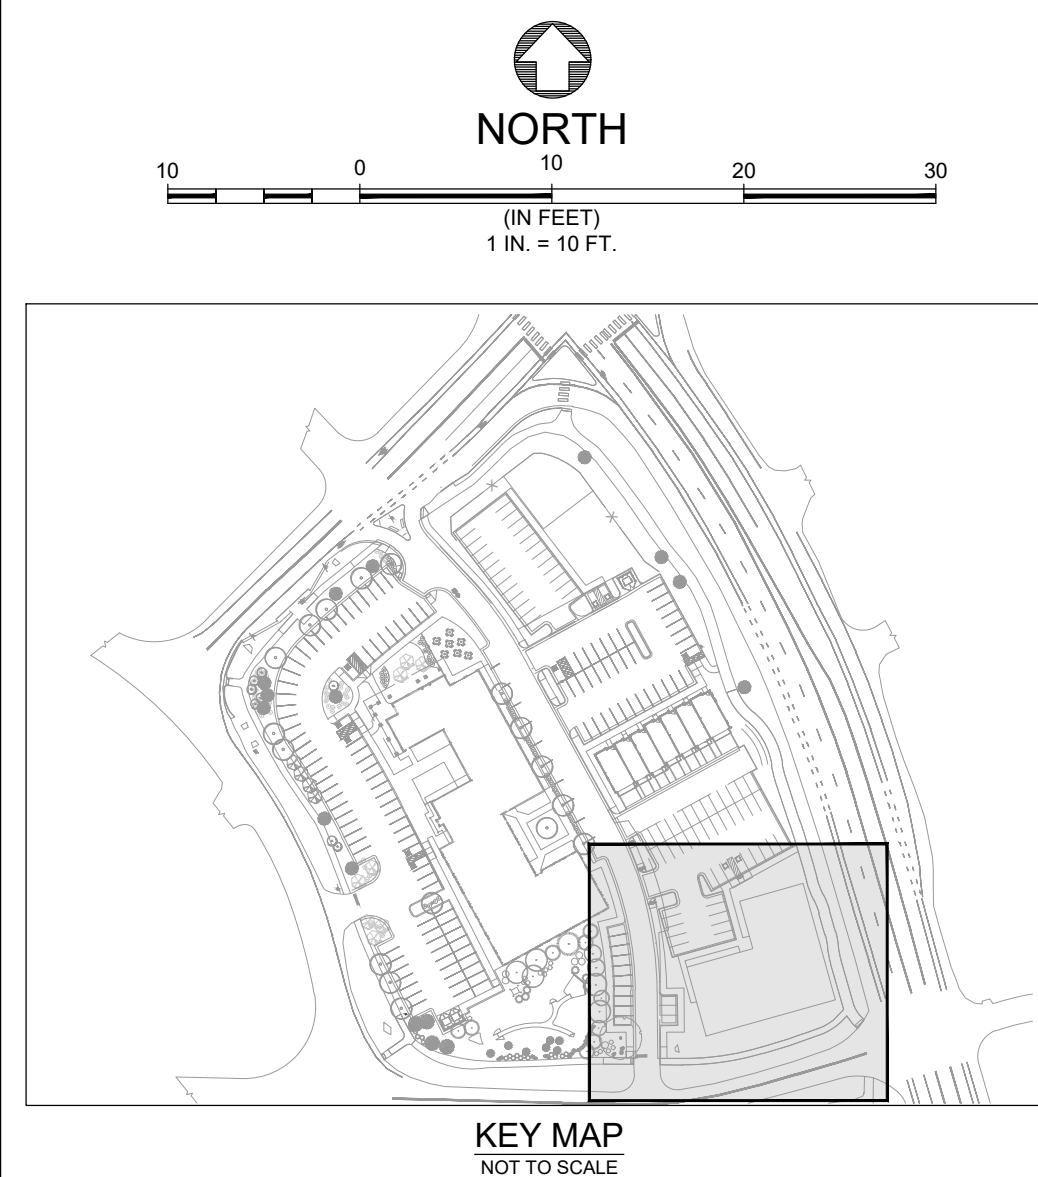 NORTH
10 0 10 20 30
(IN FEET)
1 IN. = 10 FT.
KEY MAP
NOT TO SCALE